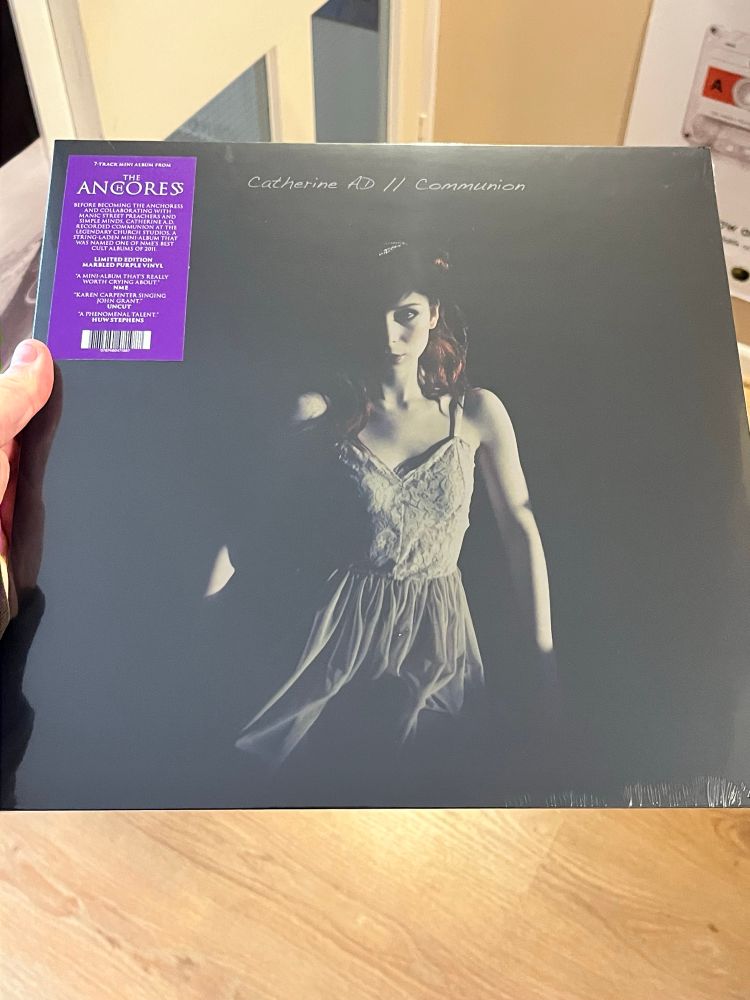 7-TRACK MINI ALBUM FROM
THE
ANCHORESS
BEFORE BECOMING THE ANCHORESS
AND COLLABORATING WITH
MANIC STREET PREACHERS AND
SIMPLE MINDS, CATHERINE A.D.
RECORDED COMMUNION AT THE
LEGENDARY CHURCH STUDIOS, A
STRING-LADEN MINI-ALBUM THAT
WAS NAMED ONE OF NME'S BEST
CULT ALBUMS OF 2011.
LIMITED EDITION
MARBLED PURPLE VINYL
"A MINI-ALBUM THAT'S REALLY
WORTH CRYING ABOUT."
NME
"KAREN CARPENTER SINGING
JOHN GRANT."
UNCUT
"A PHENOMENAL TALENT."
HUW STEPHENS
Catherine AD // Communion
A